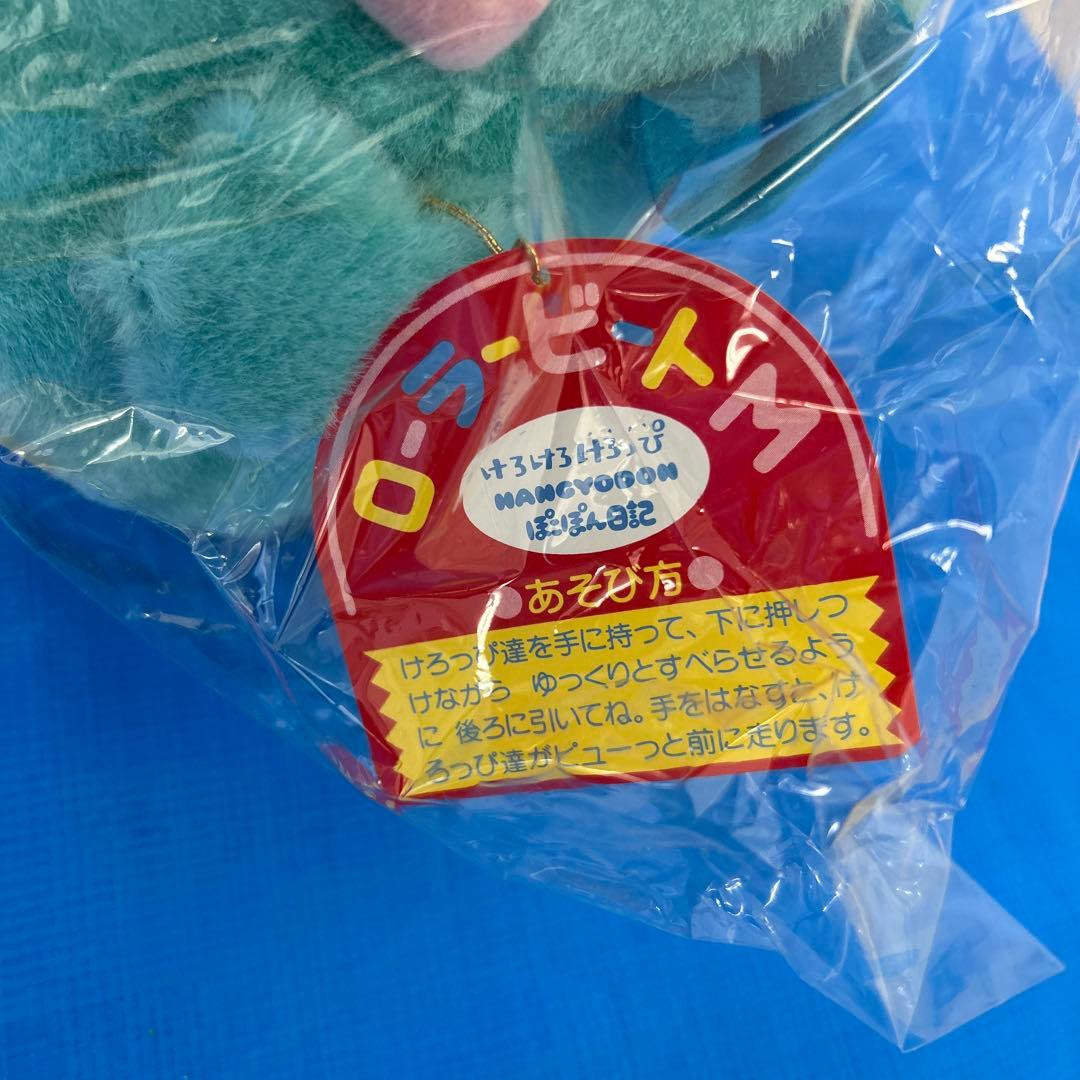 ローラービーイM
けろけろけろっぴ
HANGYODON
ぽこぽん日記
あそび方
けろっぴ達を手に持って、下に押しつ
けながら ゆっくりとすべらせるよう
に 後ろに引いてね。手をはなすと、け
ろっぴ達がピューっと前に走ります。